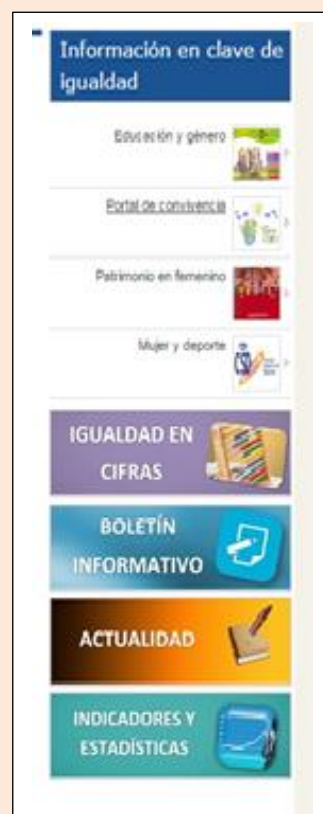 Información en clave de
igualdad
Educación y género
Portal de convivencia
Patrimonio en femenino
Mujer y deporte
IGUALDAD EN
CIFRAS
BOLETÍN
INFORMATIVO
ACTUALIDAD
INDICADORES Y
ESTADÍSTICAS